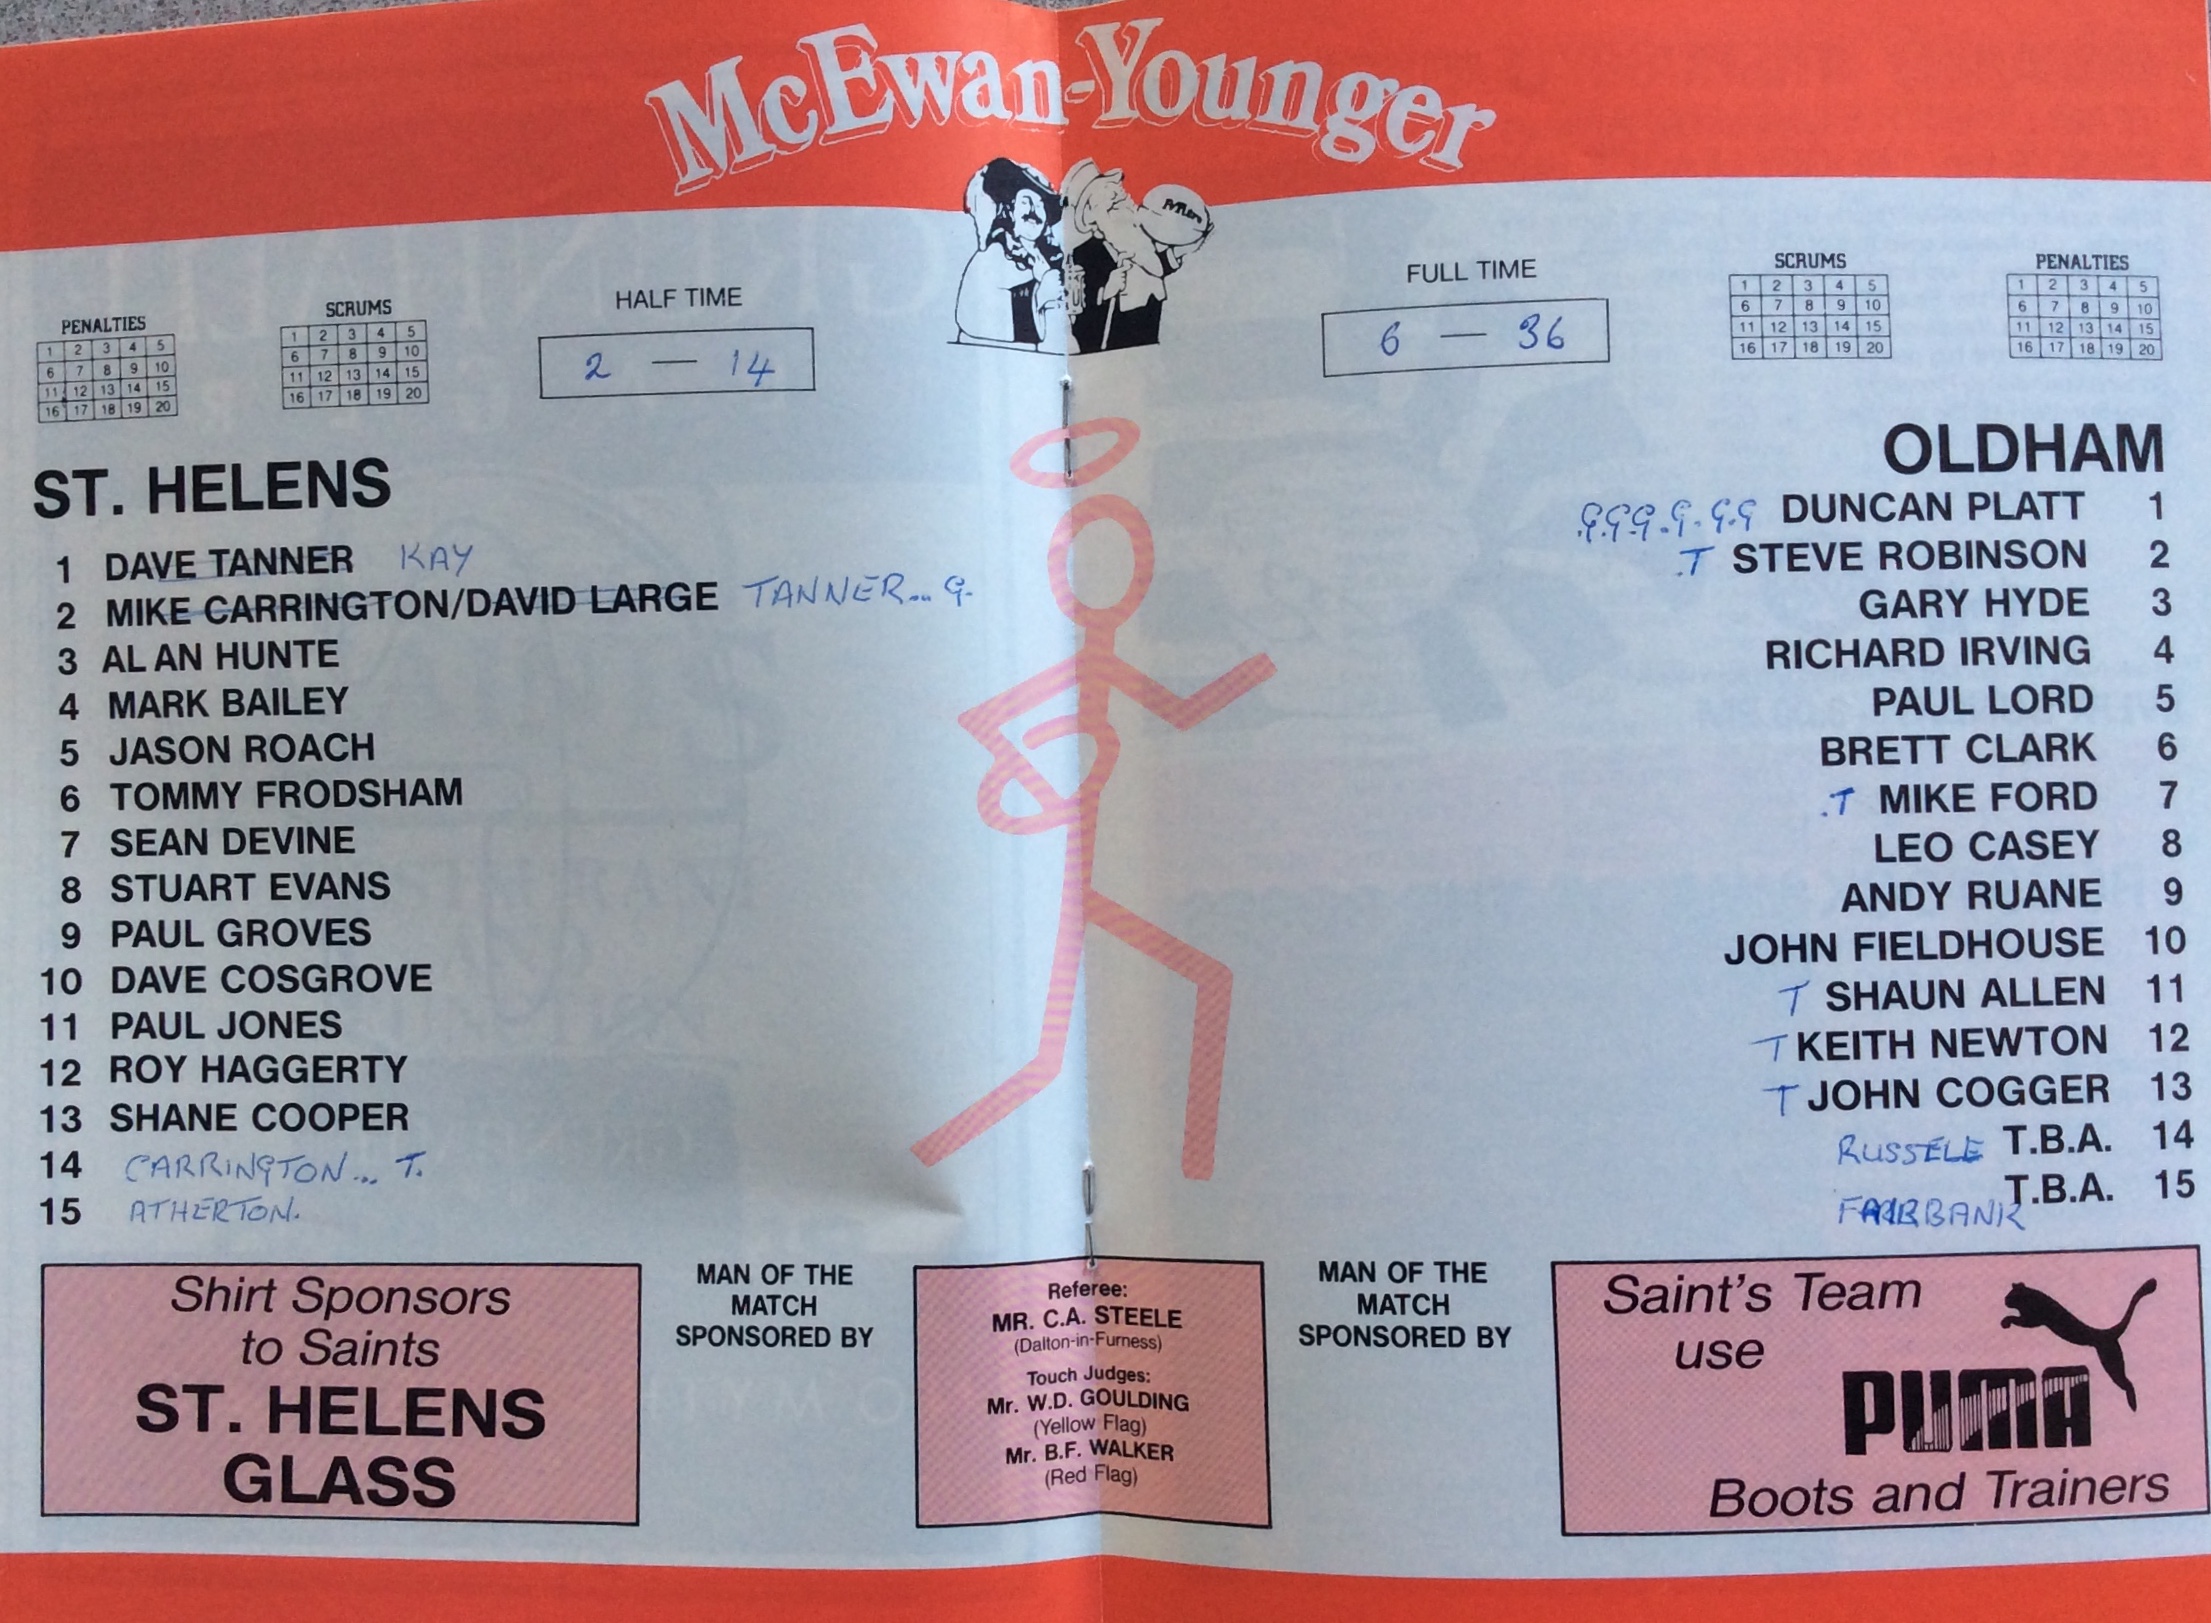 McEwan-Younger
PENALTIES
1 2 3 4 5
6 7 8 9 10
11 12 13 14 15
16 17 18 19 20
SCRUMS
1 2 3 4 5
6 7 8 9 10
11 12 13 14 15
16 17 18 19 20
HALF TIME
2 — 14
FULL TIME
6 — 36
SCRUMS
1 2 3 4 5
6 7 8 9 10
11 12 13 14 15
16 17 18 19 20
PENALTIES
1 2 3 4 5
6 7 8 9 10
11 12 13 14 15
16 17 18 19 20
ST. HELENS
1 DAVE TANNER KAY
2 MIKE CARRINGTON/DAVID LARGE TANNER... G.
3 ALAN HUNTE
4 MARK BAILEY
5 JASON ROACH
6 TOMMY FRODSHAM
7 SEAN DEVINE
8 STUART EVANS
9 PAUL GROVES
10 DAVE COSGROVE
11 PAUL JONES
12 ROY HAGGERTY
13 SHANE COOPER
14 CARRINGTON... T.
15 ATHERTON.
OLDHAM
G.G.G.G.G.G DUNCAN PLATT 1
.T STEVE ROBINSON 2
GARY HYDE 3
RICHARD IRVING 4
PAUL LORD 5
BRETT CLARK 6
.T MIKE FORD 7
LEO CASEY 8
ANDY RUANE 9
JOHN FIELDHOUSE 10
T SHAUN ALLEN 11
T KEITH NEWTON 12
T JOHN COGGER 13
RUSSELL T.B.A. 14
FAIRBANK T.B.A. 15
Shirt Sponsors
to Saints
ST. HELENS
GLASS
MAN OF THE
MATCH
SPONSORED BY
Referee:
MR. C.A. STEELE
(Dalton-in-Furness)
Touch Judges:
Mr. W.D. GOULDING
(Yellow Flag)
Mr. B.F. WALKER
(Red Flag)
MAN OF THE
MATCH
SPONSORED BY
Saint's Team
use
PUMA
Boots and Trainers